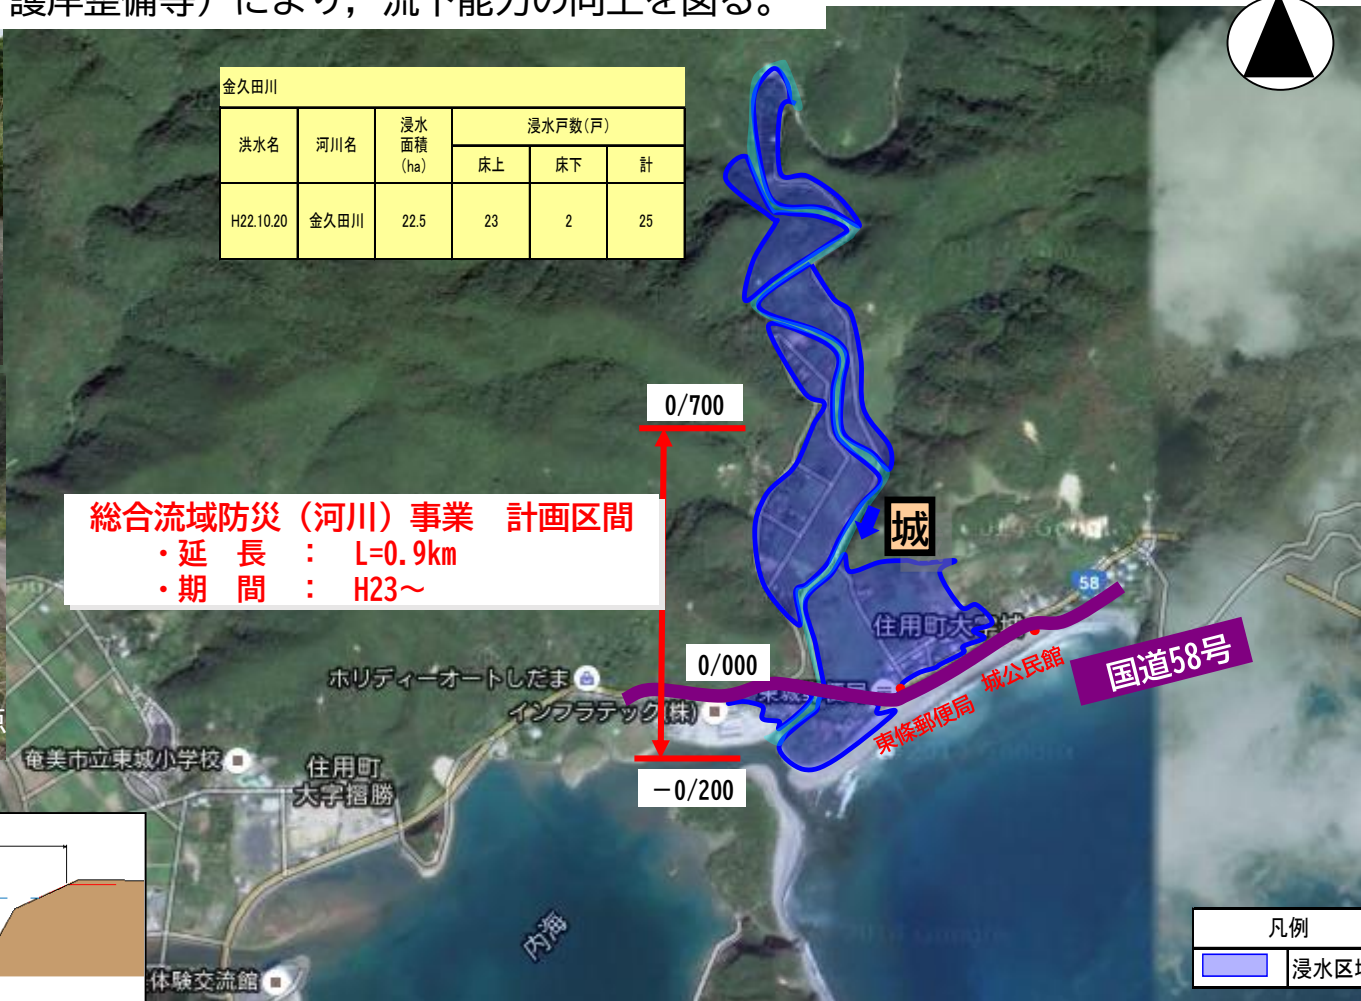 護岸整備等）により，流下能力の向上を図る。
金久田川
洪水名
河川名
浸水
面積
(ha)
浸水戸数(戸)
床上
床下
計
H22.10.20
金久田川
22.5
23
2
25
0/700
総合流域防災（河川）事業　計画区間
・延　長　：　L=0.9km
・期　間　：　H23～
城
58
住用町大字城
0/000
国道58号
城公民館
東條郵便局
ホリディーオートしだま
インフラテック(株)
奄美市立東城小学校
住用町
大字摺勝
－0/200
内海
体験交流館
凡例
浸水区域